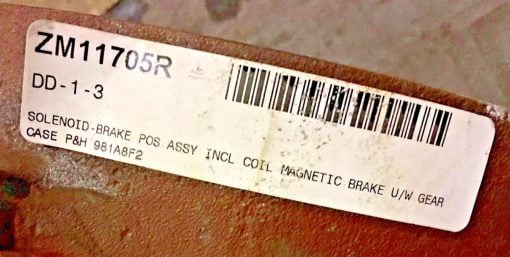 ZM11705R
DD-1-3
SOLENOID-BRAKE POS ASSY INCL COIL MAGNETIC BRAKE U/W GEAR
CASE P&H 981A8F2